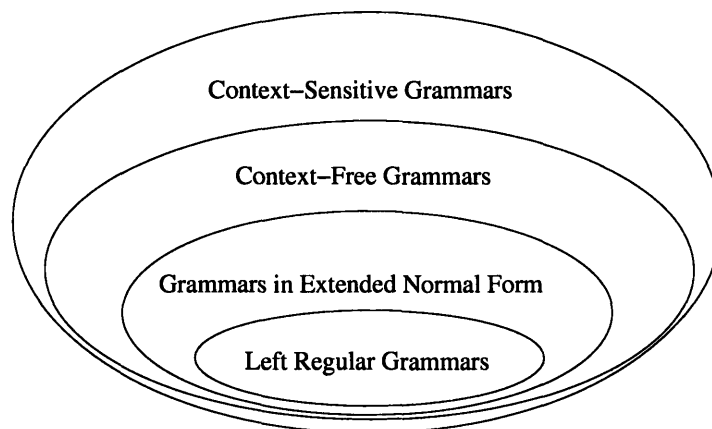 Context–Sensitive Grammars
Context–Free Grammars
Grammars in Extended Normal Form
Left Regular Grammars